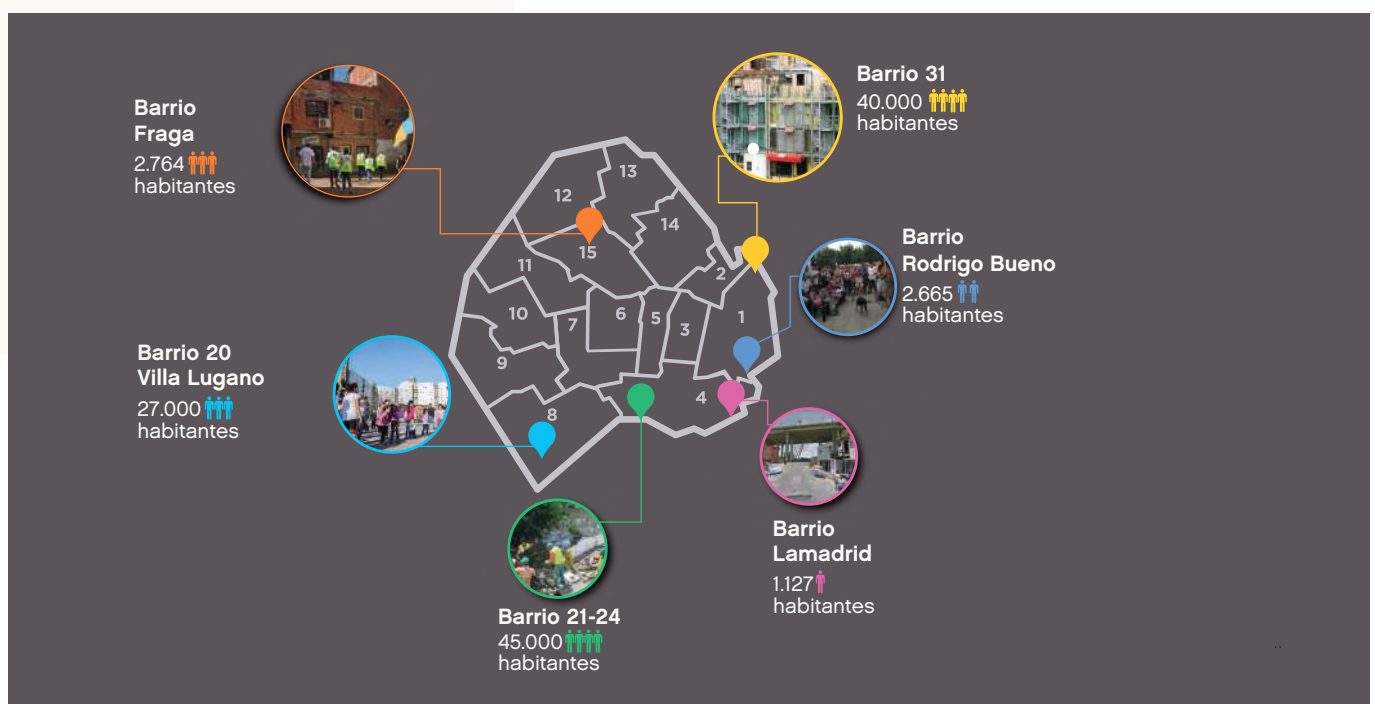 Barrio
Fraga
2.764
habitantes
Barrio 31
40.000
habitantes
Barrio
Rodrigo Bueno
2.665
habitantes
Barrio 20
Villa Lugano
27.000
habitantes
Barrio 21-24
45.000
habitantes
Barrio
Lamadrid
1.127
habitantes
13
12
14
15
11
2
10
7
6
5
3
1
9
8
4
..